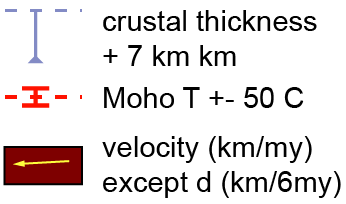 crustal thickness
+ 7 km km
Moho T +- 50 C
velocity (km/my)
except d (km/6my)